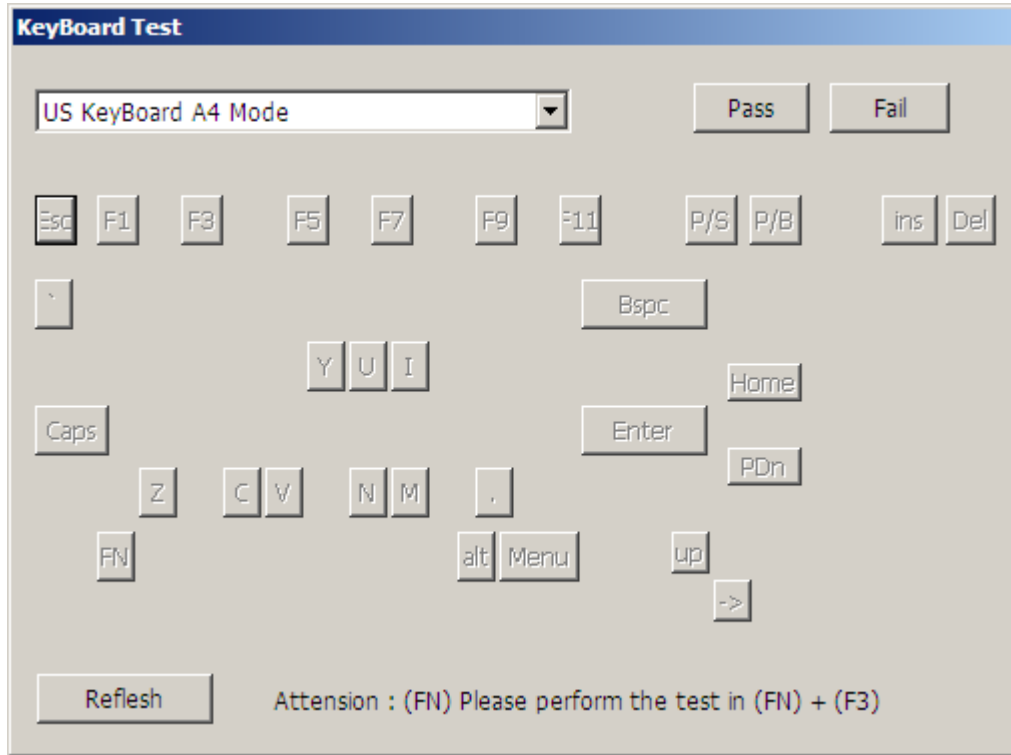 KeyBoard Test
US KeyBoard A4 Mode Pass Fail
Esc F1 F3 F5 F7 F9 F11 P/S P/B ins Del
` Bspc
Y U I Home
Caps Enter
PDn
Z C V N M ,
FN alt Menu up
->
Reflesh Attension : (FN) Please perform the test in (FN) + (F3)